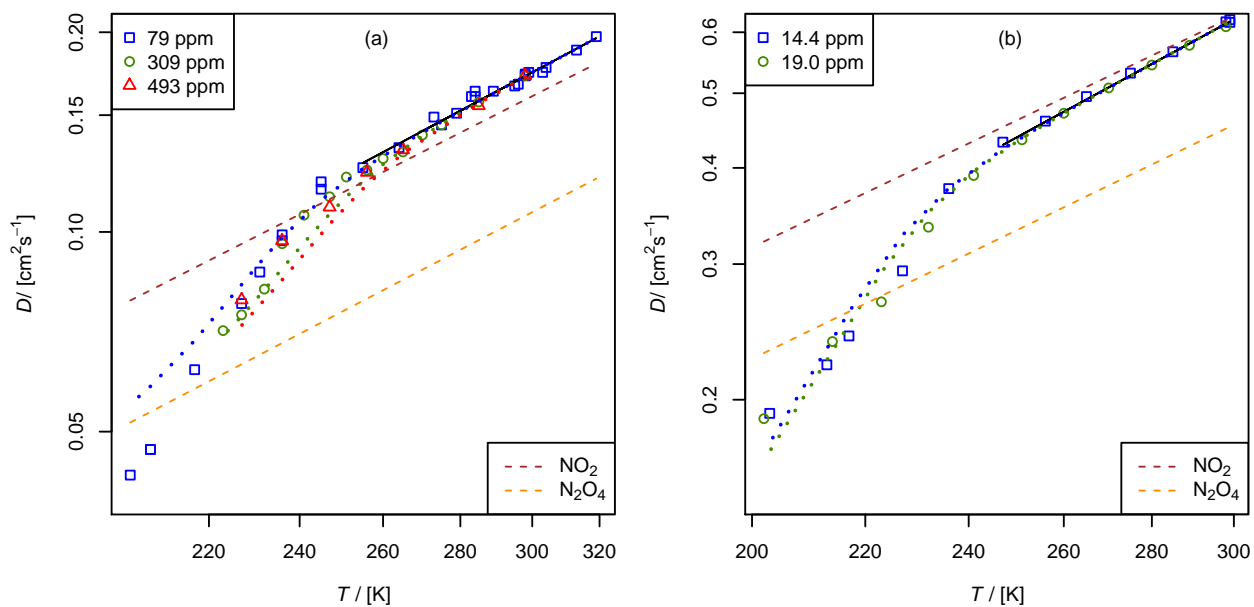 (a)
79 ppm
309 ppm
493 ppm
0.20
0.15
0.10
0.05
D/ [cm²s⁻¹]
NO₂
N₂O₄
220 240 260 280 300 320
T / [K]
(b)
14.4 ppm
19.0 ppm
0.6
0.5
0.4
0.3
0.2
D/ [cm²s⁻¹]
NO₂
N₂O₄
200 220 240 260 280 300
T / [K]